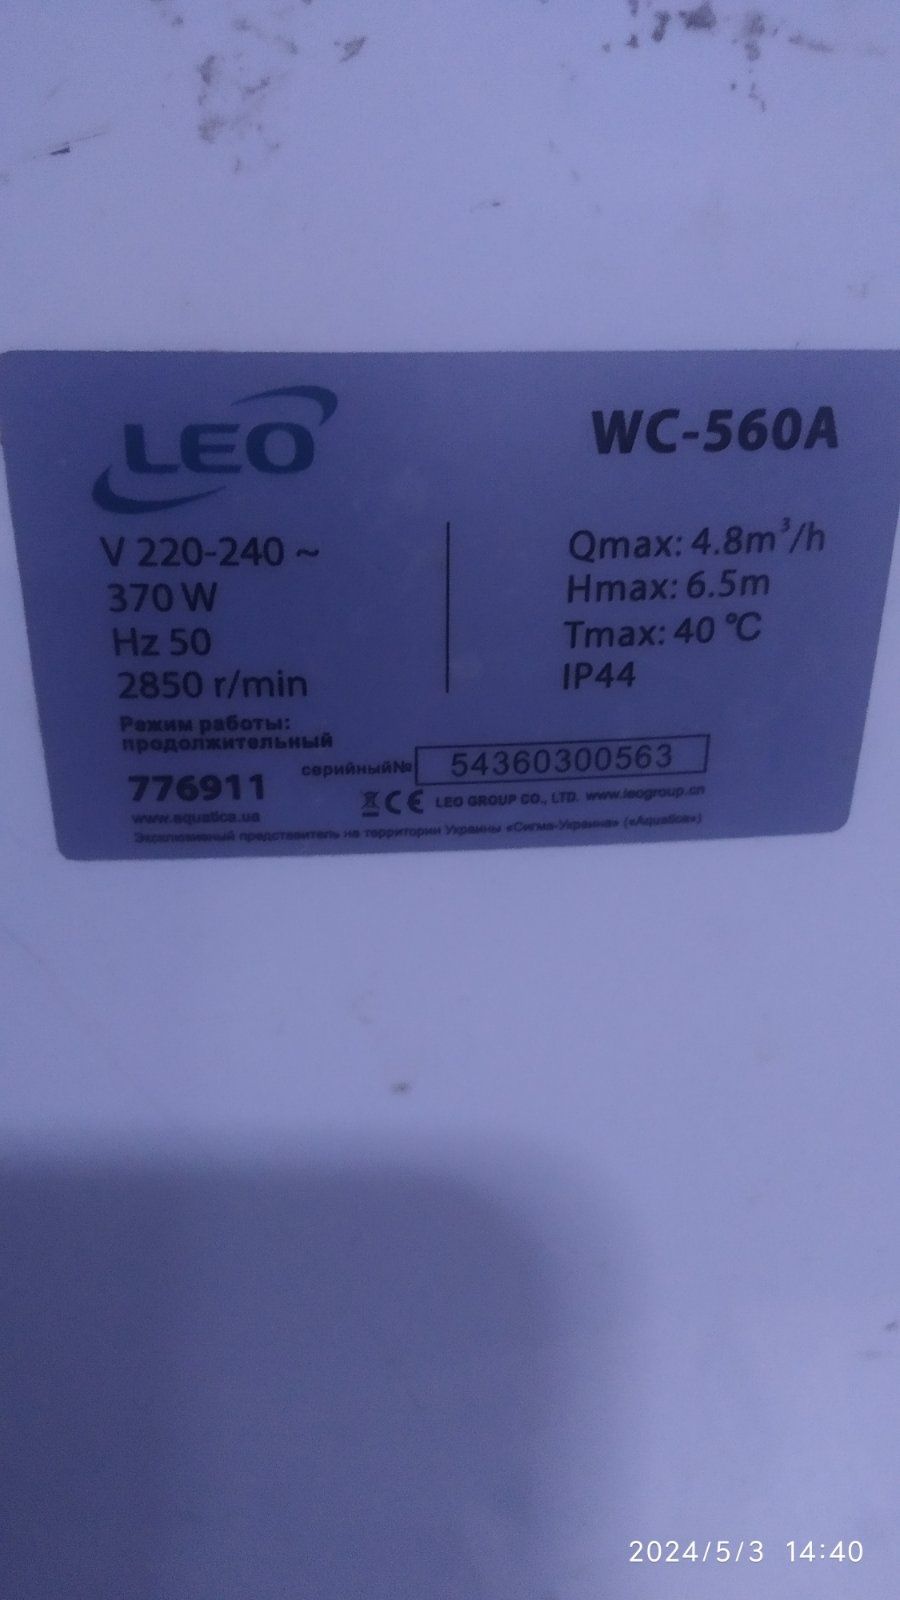 LEO
WC-560A
V 220-240 ~
370 W
Hz 50
2850 r/min
Qmax: 4.8m³/h
Hmax: 6.5m
Tmax: 40 °C
IP44
Режим работы:
продолжительный
776911
серийный№ 54360300563
CE LEO GROUP CO., LTD. www.leogroup.cn
www.aquatica.ua
Эксклюзивный представитель на территории Украины «Сигма-Украина» («Aquatica»)
2024/5/3 14:40